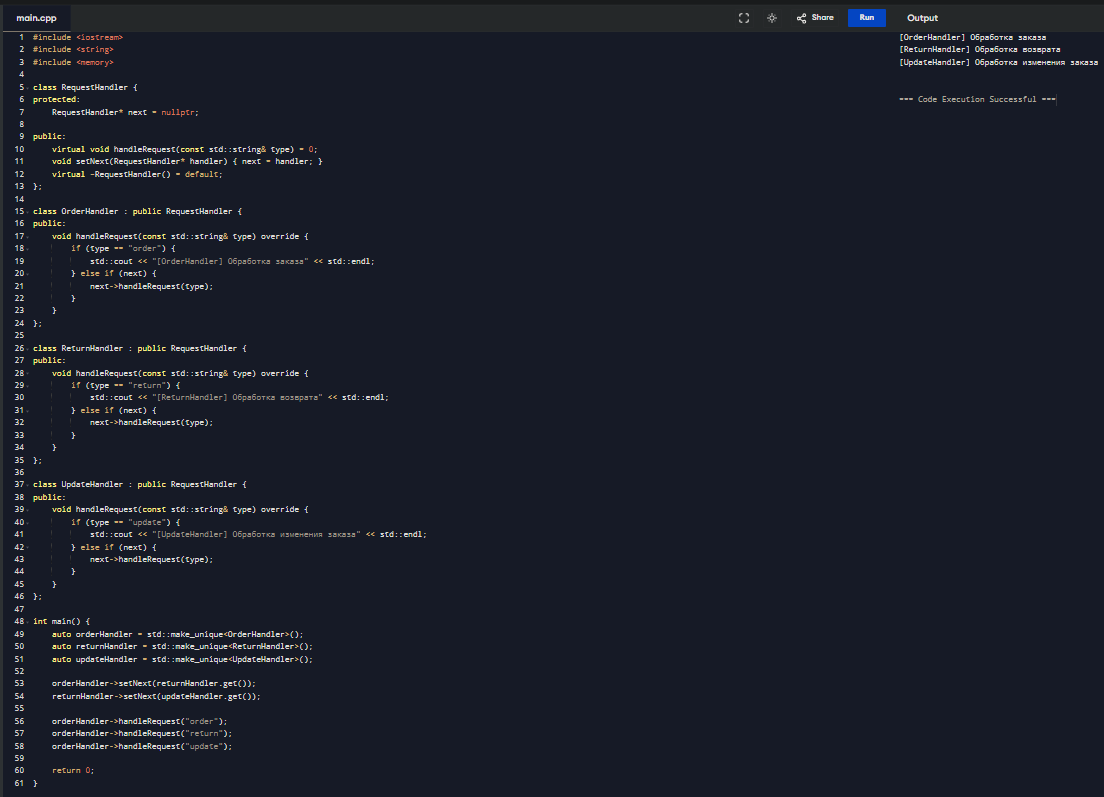 main.cpp
Share
Run
Output
1 #include <iostream>
2 #include <string>
3 #include <memory>
4
5 class RequestHandler {
6 protected:
7     RequestHandler* next = nullptr;
8
9 public:
10     virtual void handleRequest(const std::string& type) = 0;
11     void setNext(RequestHandler* handler) { next = handler; }
12     virtual ~RequestHandler() = default;
13 };
14
15 class OrderHandler : public RequestHandler {
16 public:
17     void handleRequest(const std::string& type) override {
18         if (type == "order") {
19             std::cout << "[OrderHandler] Обработка заказа" << std::endl;
20         } else if (next) {
21             next->handleRequest(type);
22         }
23     }
24 };
25
26 class ReturnHandler : public RequestHandler {
27 public:
28     void handleRequest(const std::string& type) override {
29         if (type == "return") {
30             std::cout << "[ReturnHandler] Обработка возврата" << std::endl;
31         } else if (next) {
32             next->handleRequest(type);
33         }
34     }
35 };
36
37 class UpdateHandler : public RequestHandler {
38 public:
39     void handleRequest(const std::string& type) override {
40         if (type == "update") {
41             std::cout << "[UpdateHandler] Обработка изменения заказа" << std::endl;
42         } else if (next) {
43             next->handleRequest(type);
44         }
45     }
46 };
47
48 int main() {
49     auto orderHandler = std::make_unique<OrderHandler>();
50     auto returnHandler = std::make_unique<ReturnHandler>();
51     auto updateHandler = std::make_unique<UpdateHandler>();
52
53     orderHandler->setNext(returnHandler.get());
54     returnHandler->setNext(updateHandler.get());
55
56     orderHandler->handleRequest("order");
57     orderHandler->handleRequest("return");
58     orderHandler->handleRequest("update");
59
60     return 0;
61 }
[OrderHandler] Обработка заказа
[ReturnHandler] Обработка возврата
[UpdateHandler] Обработка изменения заказа
=== Code Execution Successful ===